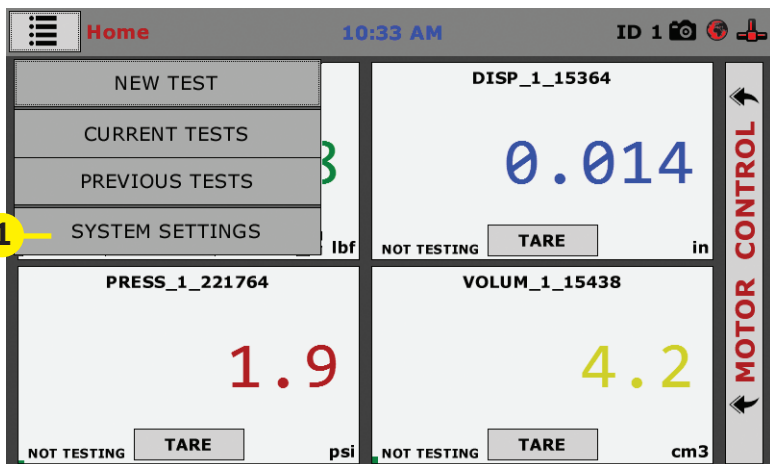 Home
10:33 AM
ID 1
NEW TEST
CURRENT TESTS
PREVIOUS TESTS
SYSTEM SETTINGS
1
lbf
DISP_1_15364
0.014
NOT TESTING
TARE
in
PRESS_1_221764
1.9
NOT TESTING
TARE
psi
VOLUM_1_15438
4.2
NOT TESTING
TARE
cm3
MOTOR CONTROL